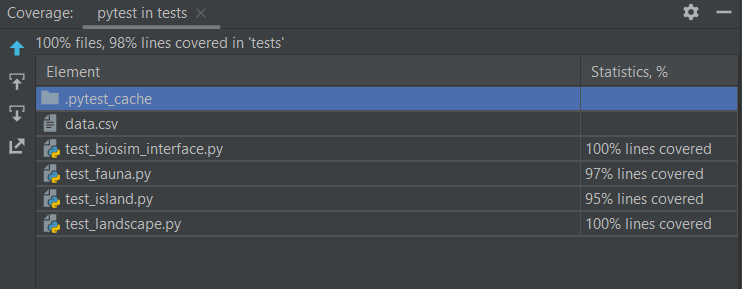 Coverage: pytest in tests
100% files, 98% lines covered in 'tests'
Element Statistics, %
.pytest_cache
data.csv
test_biosim_interface.py 100% lines covered
test_fauna.py 97% lines covered
test_island.py 95% lines covered
test_landscape.py 100% lines covered